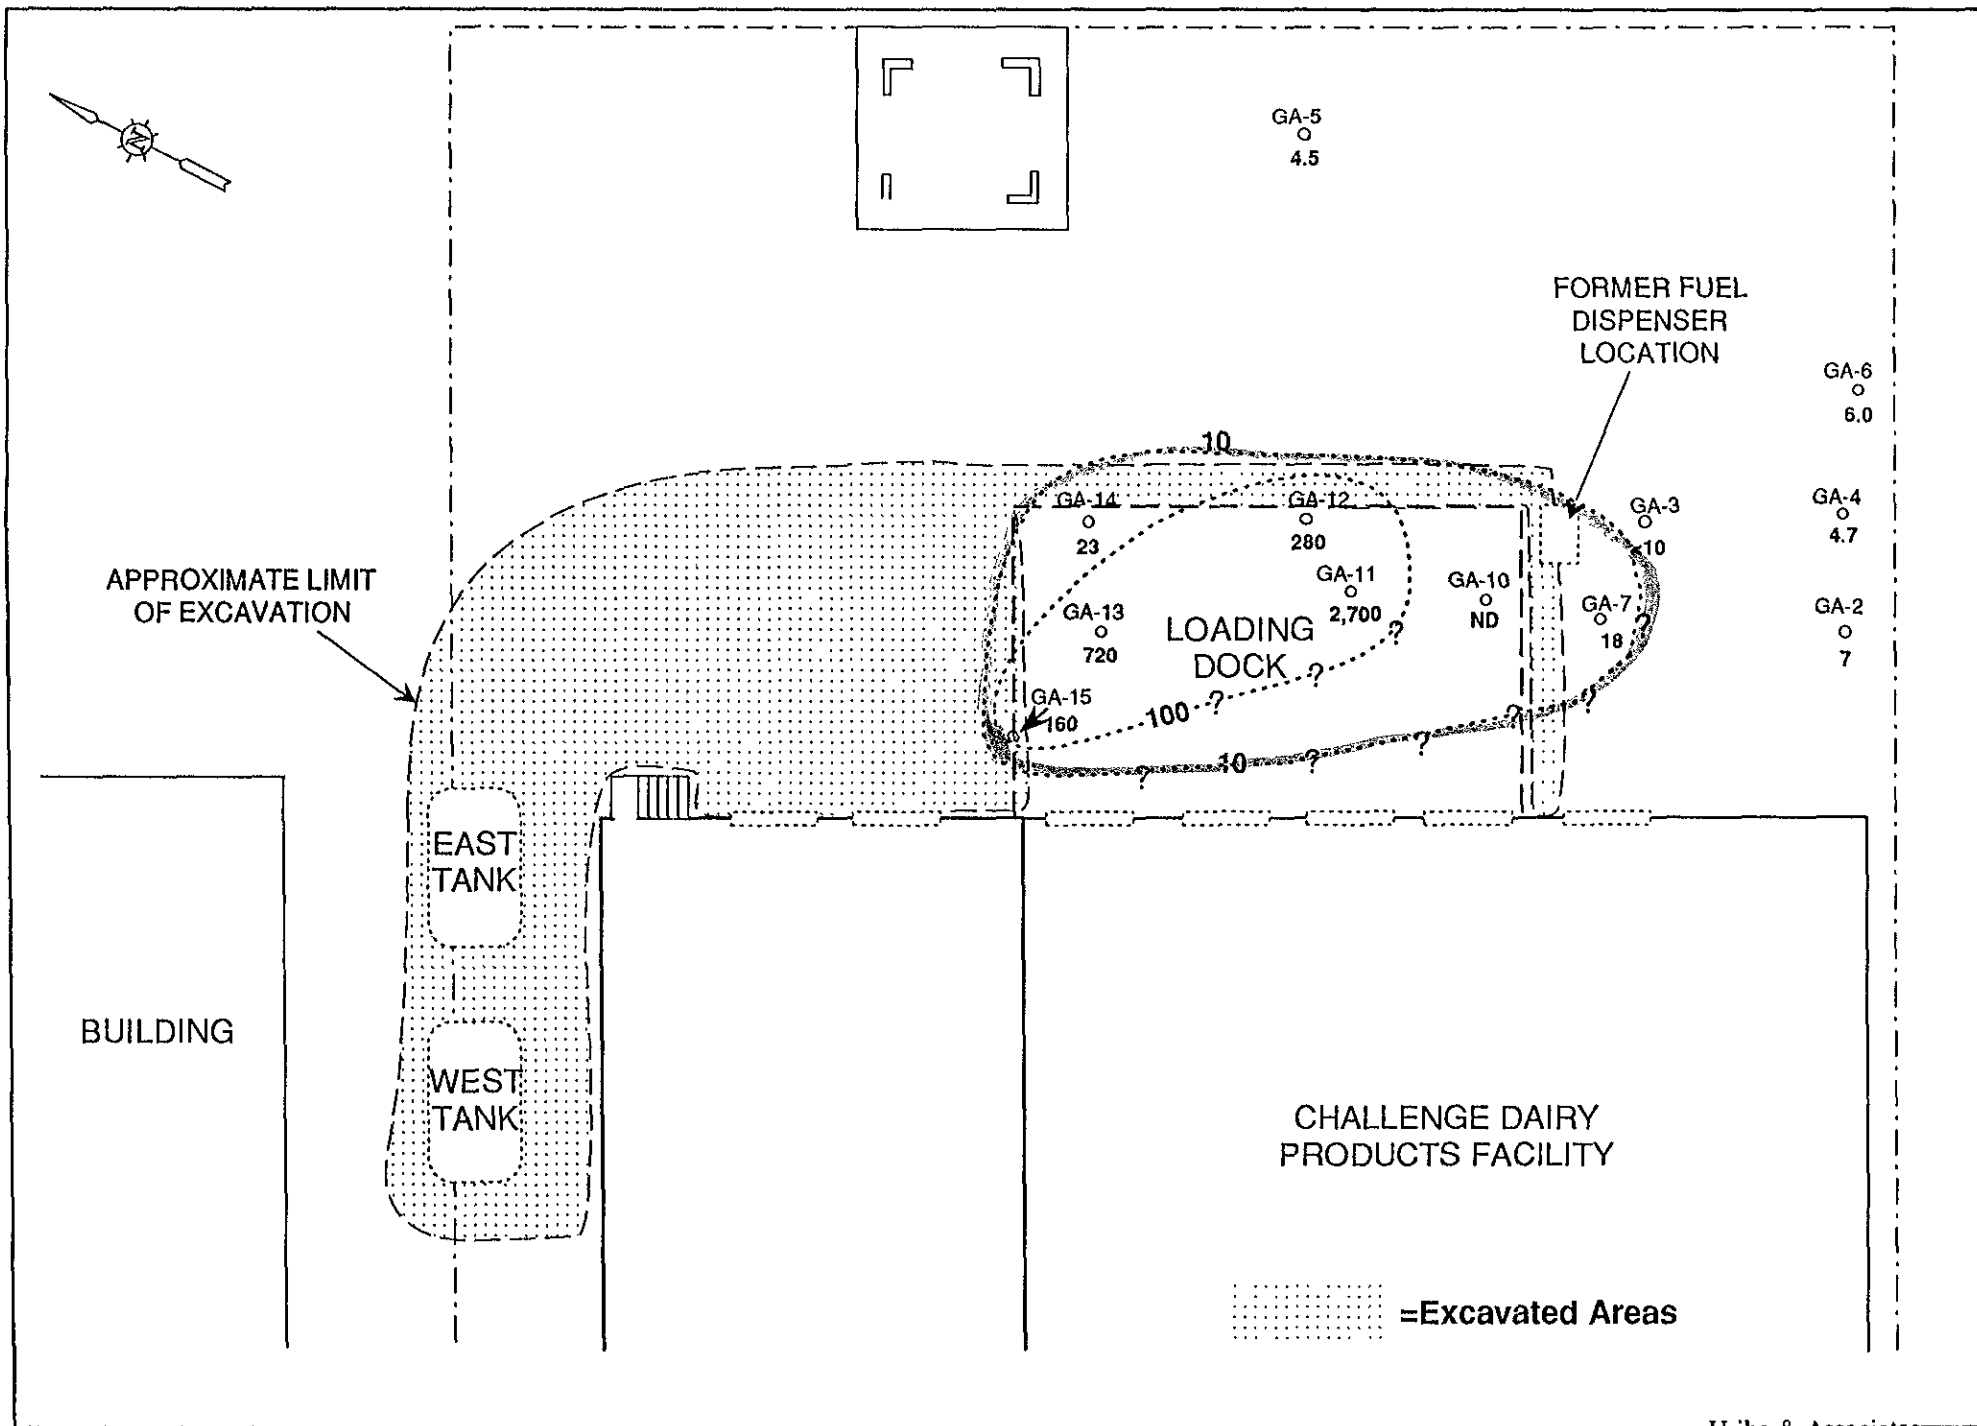 N
GA-5
4.5
FORMER FUEL
DISPENSER
LOCATION
GA-6
6.0
10
GA-14
23
GA-12
280
GA-3
10
GA-4
4.7
APPROXIMATE LIMIT
OF EXCAVATION
GA-11
2,700
GA-10
ND
GA-7
18
?
GA-2
7
GA-13
720
LOADING
DOCK
?
?
GA-15
160
100
?
?
?
?
10
?
?
EAST
TANK
BUILDING
WEST
TANK
CHALLENGE DAIRY
PRODUCTS FACILITY
=Excavated Areas